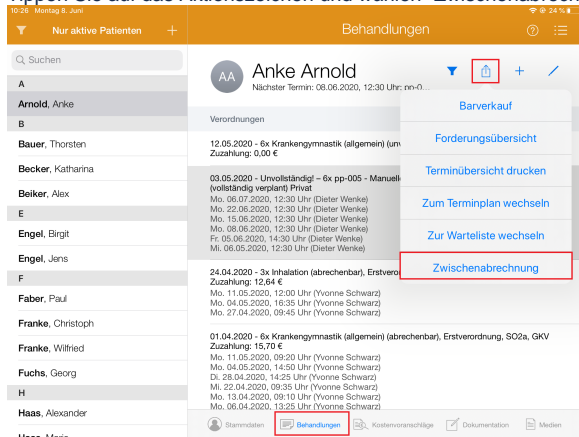 10:26 Montag 8. Juni
24 %
Nur aktive Patienten
Behandlungen
Suchen
A
Arnold, Anke
B
Bauer, Thorsten
Becker, Katharina
Beiker, Alex
E
Engel, Birgit
Engel, Jens
F
Faber, Paul
Franke, Christoph
Franke, Wilfried
Fuchs, Georg
H
Haas, Alexander
AA
Anke Arnold
Nächster Termin: 08.06.2020, 12:30 Uhr; pp-0...
Verordnungen
12.05.2020 - 6x Krankengymnastik (allgemein)
Zuzahlung: 0,00 €
03.05.2020 - Unvollständig! – 6x pp-005 - Manuelle
(vollständig verplant) Privat
Mo. 06.07.2020, 12:30 Uhr (Dieter Wenke)
Mo. 22.06.2020, 12:30 Uhr (Dieter Wenke)
Mo. 15.06.2020, 12:30 Uhr (Dieter Wenke)
Mo. 08.06.2020, 12:30 Uhr (Dieter Wenke)
Fr. 05.06.2020, 14:30 Uhr (Dieter Wenke)
Mi. 06.05.2020, 12:30 Uhr (Dieter Wenke)
24.04.2020 - 3x Inhalation (abrechenbar), Erstvero
Zuzahlung: 12,64 €
Mo. 11.05.2020, 12:00 Uhr (Yvonne Schwarz)
Mo. 04.05.2020, 16:35 Uhr (Yvonne Schwarz)
Mo. 27.04.2020, 09:45 Uhr (Yvonne Schwarz)
01.04.2020 - 6x Krankengymnastik (allgemein) (abrechenbar), Erstverordnung, SO2a, GKV
Zuzahlung: 15,70 €
Mo. 11.05.2020, 09:20 Uhr (Yvonne Schwarz)
Mo. 04.05.2020, 14:50 Uhr (Yvonne Schwarz)
Di. 28.04.2020, 14:25 Uhr (Yvonne Schwarz)
Mi. 22.04.2020, 09:35 Uhr (Yvonne Schwarz)
Mo. 13.04.2020, 09:10 Uhr (Yvonne Schwarz)
Mo. 06.04.2020, 13:25 Uhr (Yvonne Schwarz)
Barverkauf
Forderungsübersicht
Terminübersicht drucken
Zum Terminplan wechseln
Zur Warteliste wechseln
Zwischenabrechnung
Stammdaten
Behandlungen
Kostenvoranschläge
Dokumentation
Medien